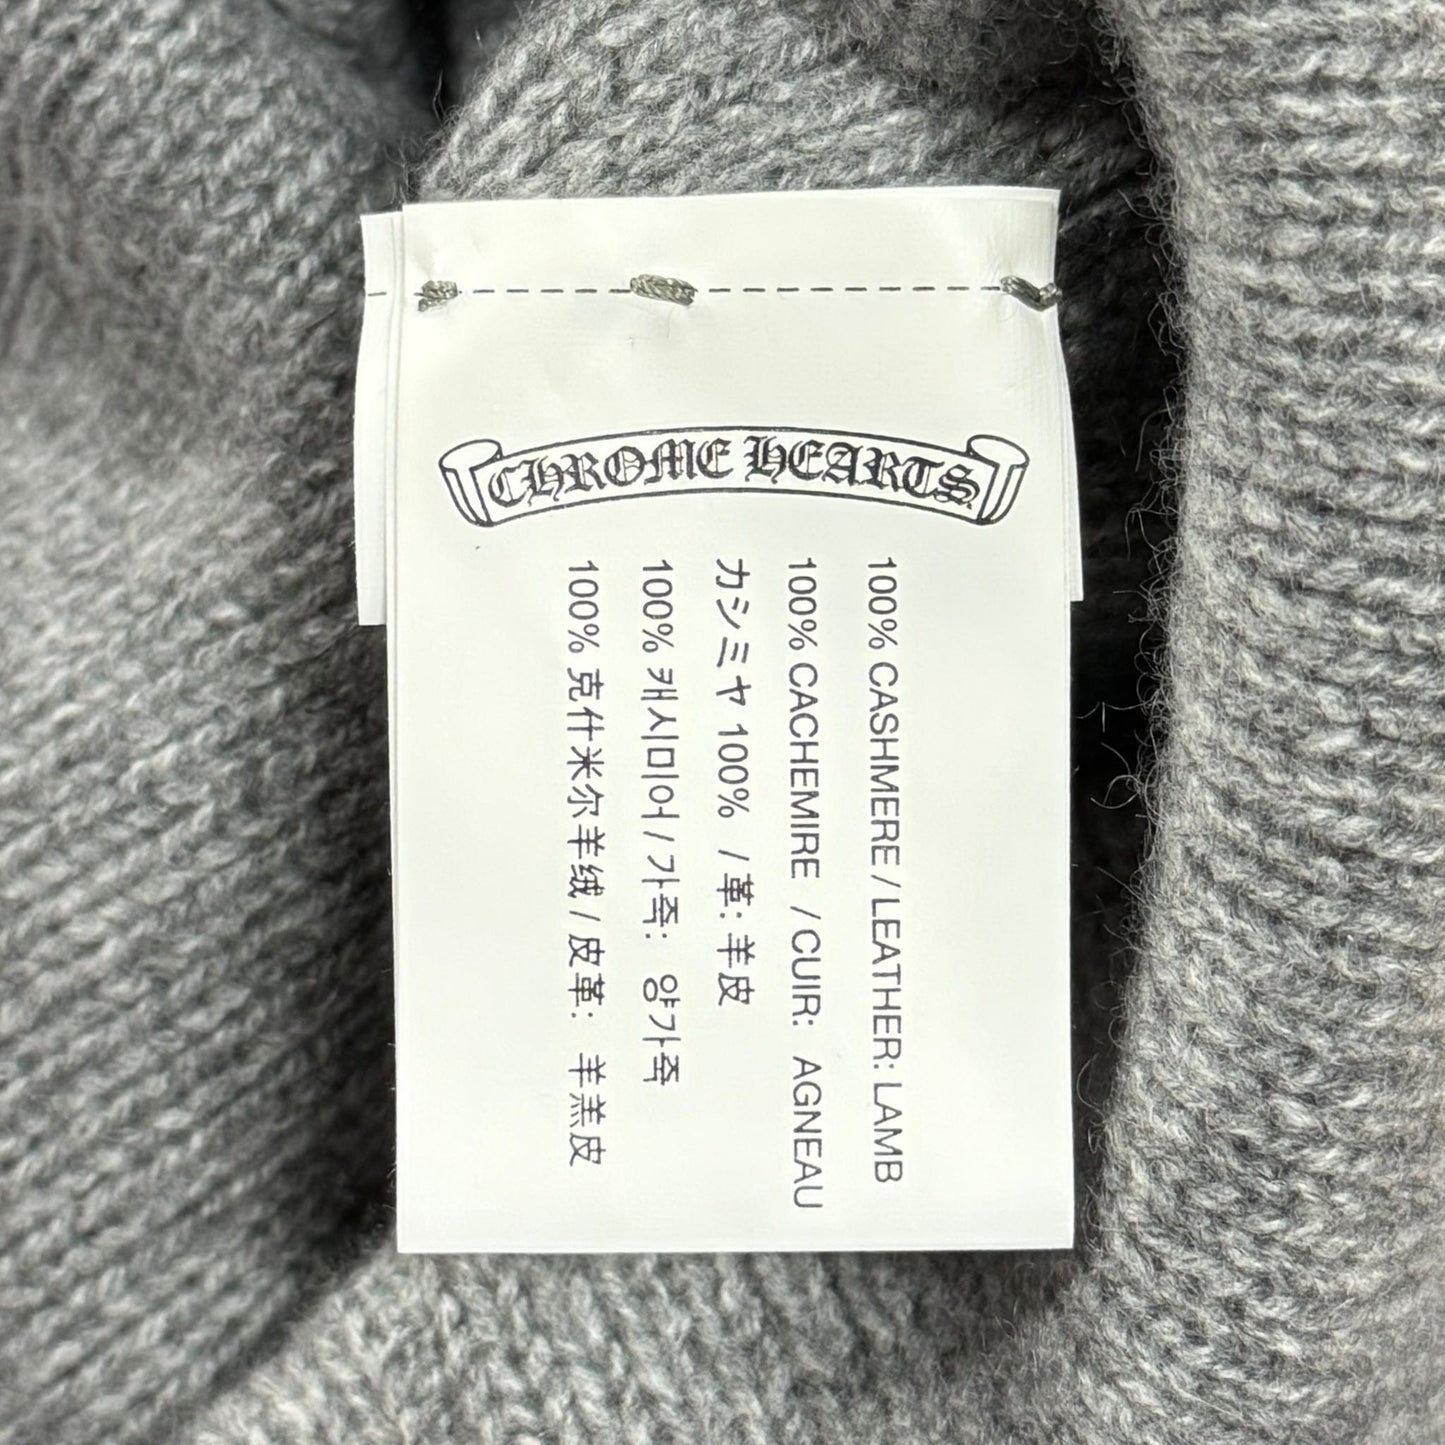 CHROME HEARTS
100% CASHMERE / LEATHER: LAMB
100% CACHEMIRE / CUIR: AGNEAU
カシミヤ 100% / 革: 羊皮
100% 캐시미어 / 가죽: 양가죽
100% 克什米尔羊绒 / 皮革: 羊羔皮